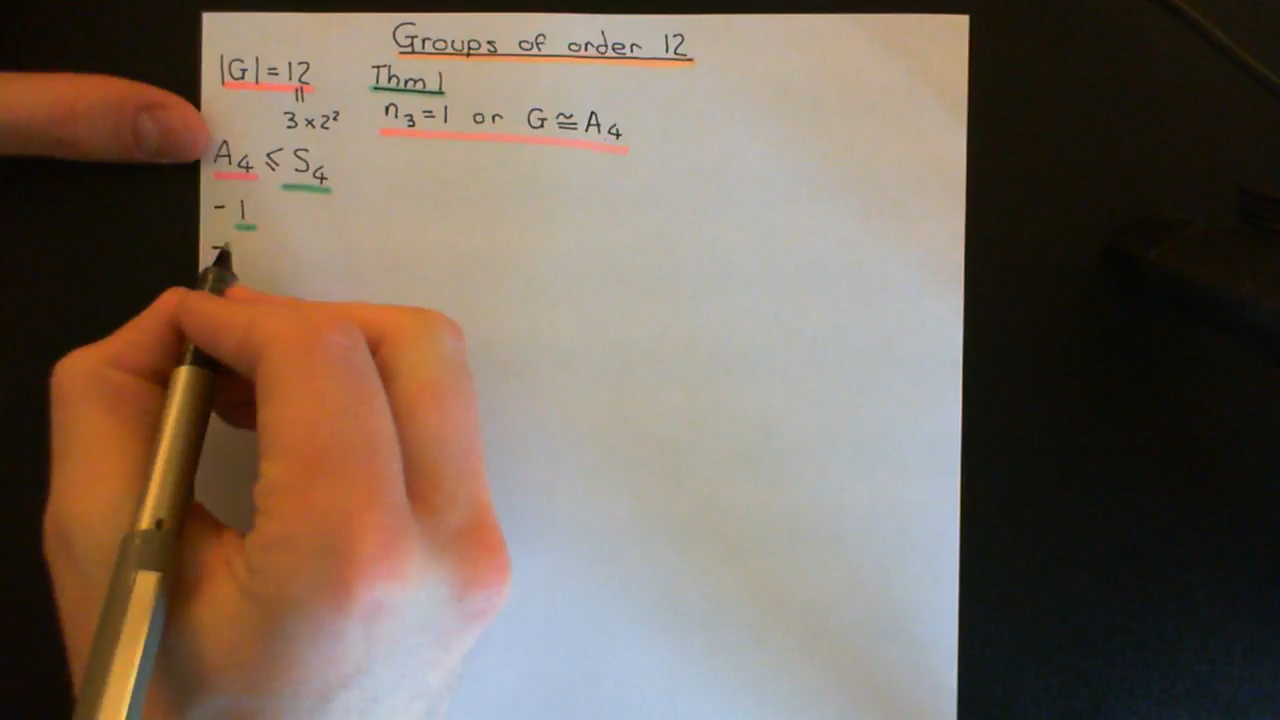 Groups of order 12
|G| = 12
Thm 1
=
3 × 2²
n₃ = 1 or G ≅ A₄
A₄ ⩽ S₄
- 1
-